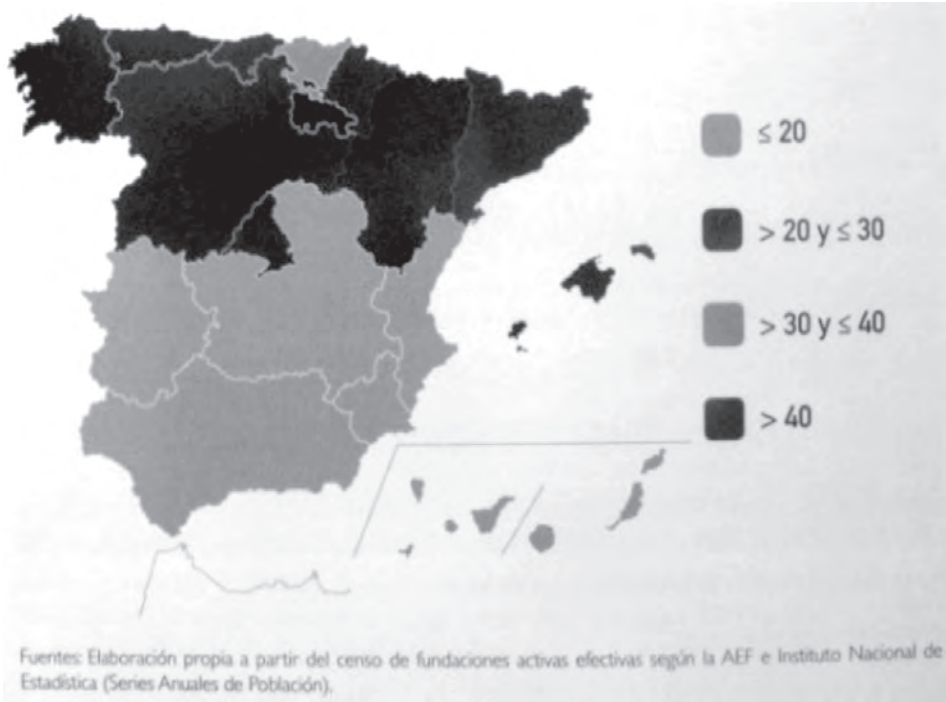 ≤ 20
> 20 y ≤ 30
> 30 y ≤ 40
> 40
Fuentes: Elaboración propia a partir del censo de fundaciones activas efectivas según la AEF e Instituto Nacional de
Estadística (Series Anuales de Población).